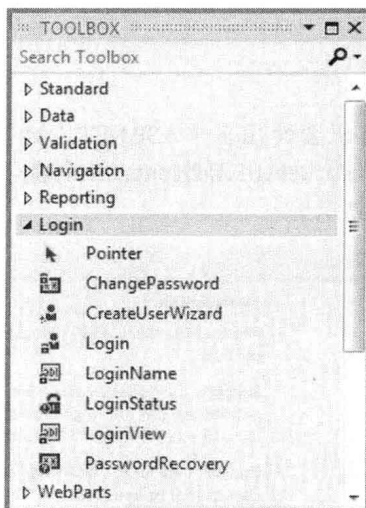 TOOLBOX
Search Toolbox
Standard
Data
Validation
Navigation
Reporting
Login
Pointer
ChangePassword
CreateUserWizard
Login
LoginName
LoginStatus
LoginView
PasswordRecovery
WebParts